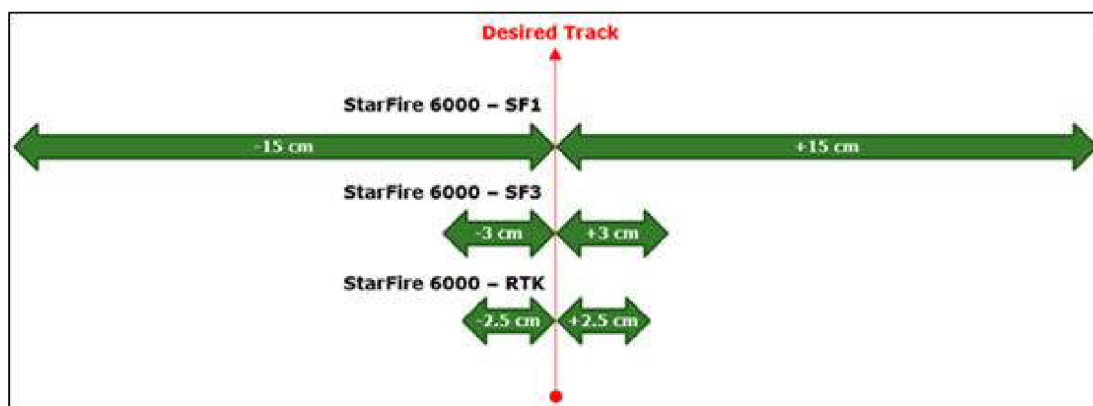 Desired Track
StarFire 6000 – SF1
-15 cm +15 cm
StarFire 6000 – SF3
-3 cm +3 cm
StarFire 6000 – RTK
-2.5 cm +2.5 cm